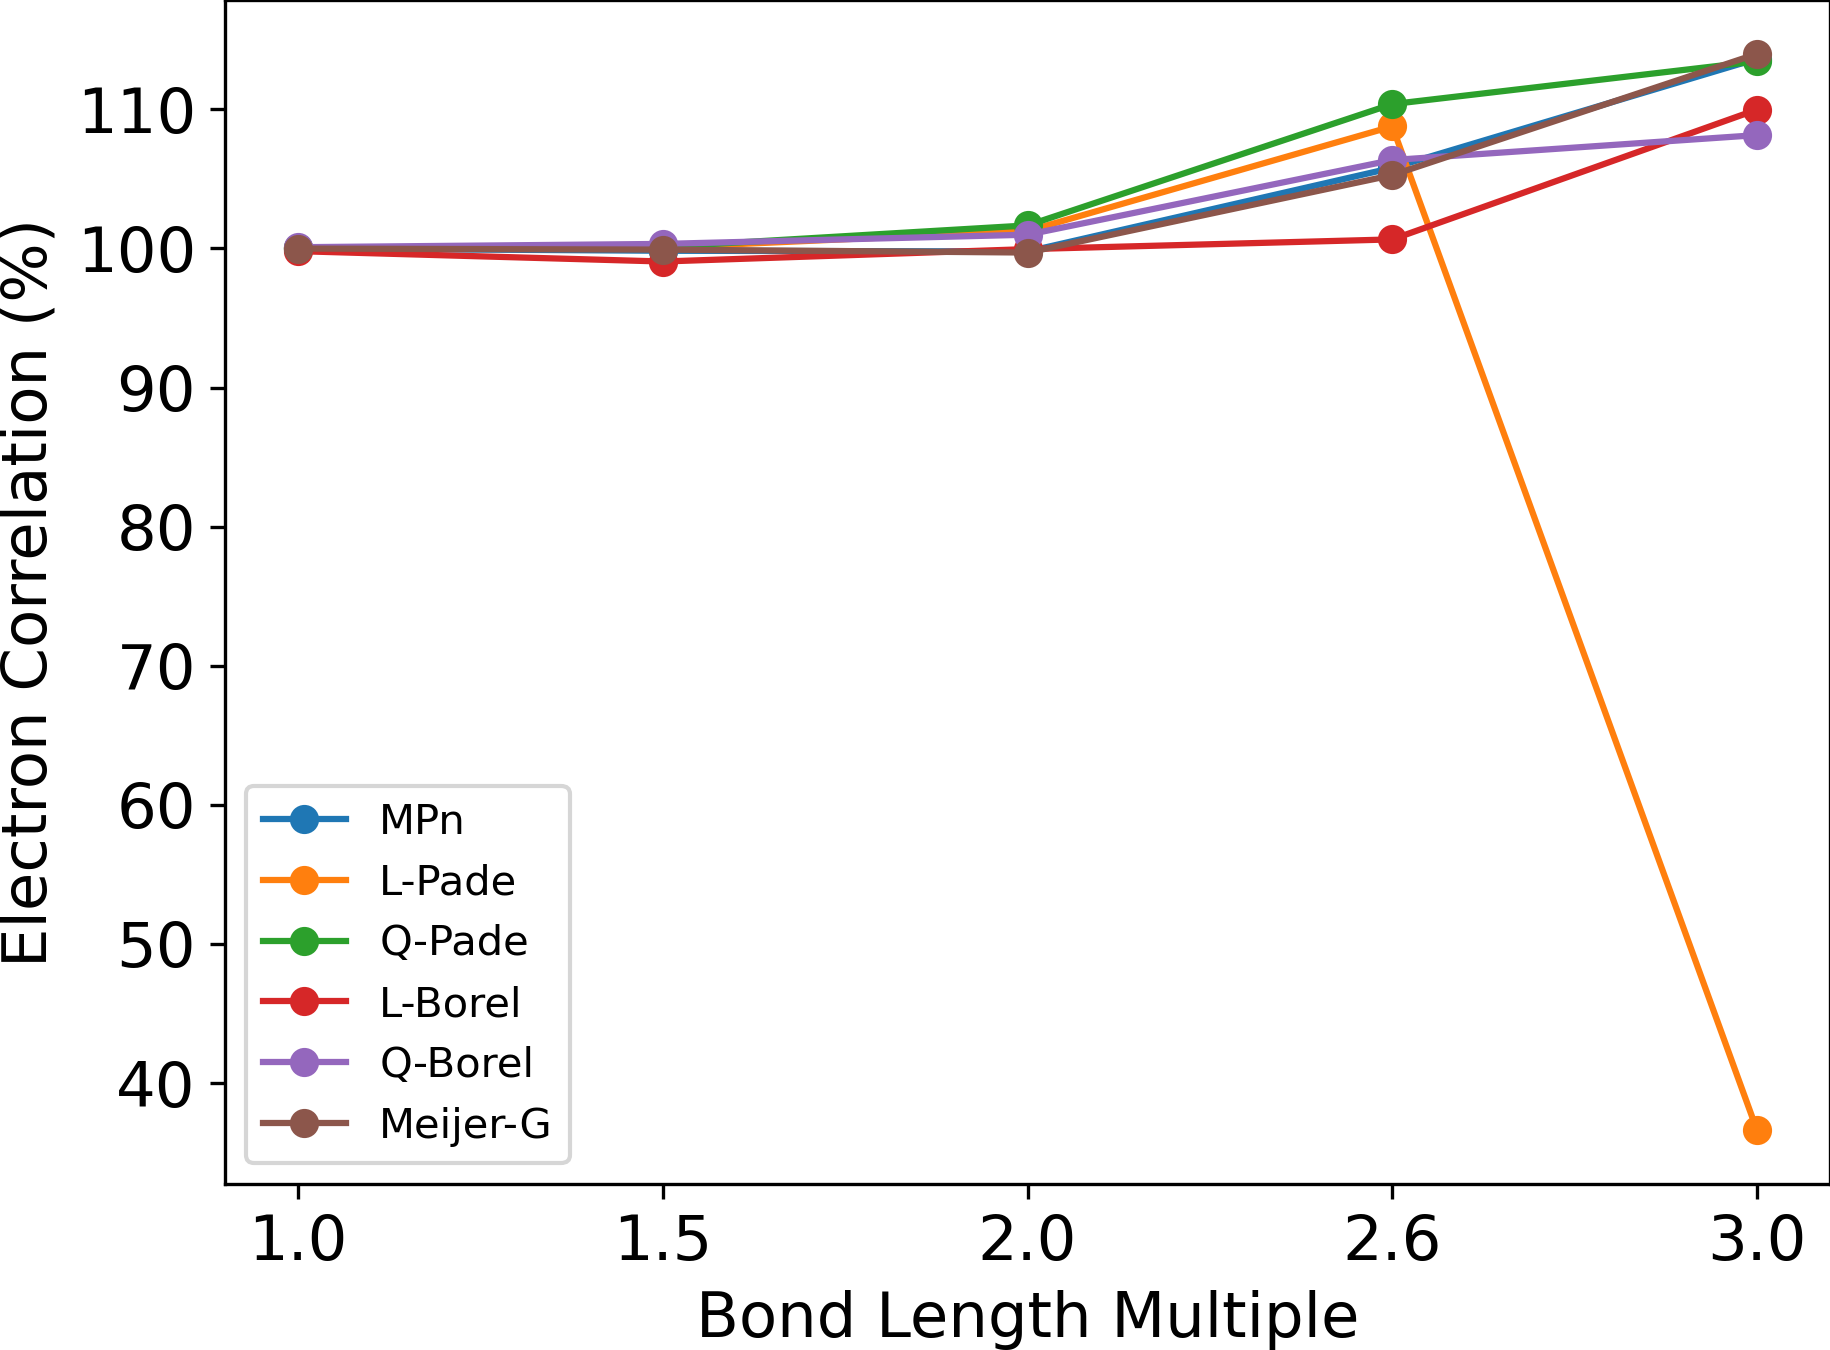 Electron Correlation (%)
110
100
90
80
70
60
50
40
MPn
L-Pade
Q-Pade
L-Borel
Q-Borel
Meijer-G
1.0 1.5 2.0 2.6 3.0
Bond Length Multiple